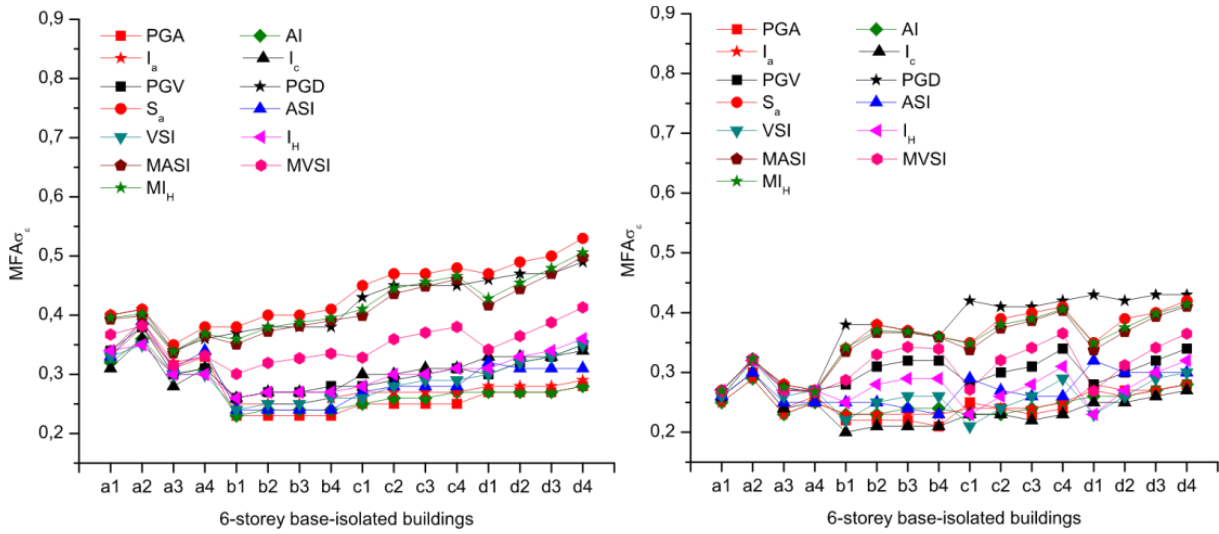 0,9
0,8
0,7
0,6
0,5
0,4
0,3
0,2
MFAσε
PGA AI
Ia Ic
PGV PGD
Sa ASI
VSI IH
MASI MVSI
MIH
a1 a2 a3 a4 b1 b2 b3 b4 c1 c2 c3 c4 d1 d2 d3 d4
6-storey base-isolated buildings
0,9
0,8
0,7
0,6
0,5
0,4
0,3
0,2
MFAσε
PGA AI
Ia Ic
PGV PGD
Sa ASI
VSI IH
MASI MVSI
MIH
a1 a2 a3 a4 b1 b2 b3 b4 c1 c2 c3 c4 d1 d2 d3 d4
6-storey base-isolated buildings